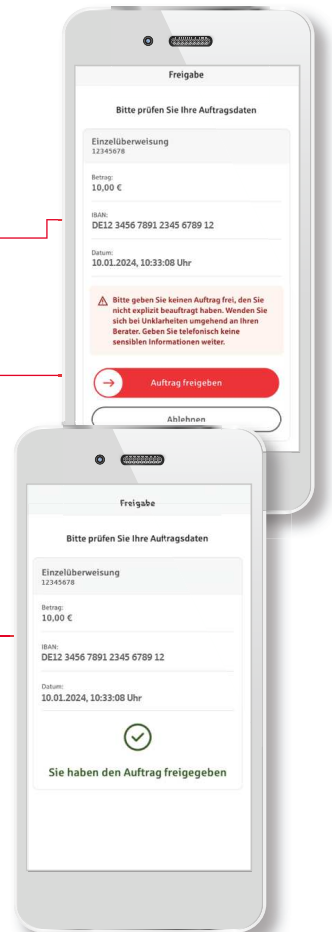 Freigabe
Bitte prüfen Sie Ihre Auftragsdaten
Einzelüberweisung
12345678
Betrag:
10,00 €
IBAN:
DE12 3456 7891 2345 6789 12
Datum:
10.01.2024, 10:33:08 Uhr
Bitte geben Sie keinen Auftrag frei, den Sie
nicht explizit beauftragt haben. Wenden Sie
sich bei Unklarheiten umgehend an Ihren
Berater. Geben Sie telefonisch keine
sensiblen Informationen weiter.
Auftrag freigeben
Ablehnen
Freigabe
Bitte prüfen Sie Ihre Auftragsdaten
Einzelüberweisung
12345678
Betrag:
10,00 €
IBAN:
DE12 3456 7891 2345 6789 12
Datum:
10.01.2024, 10:33:08 Uhr
Sie haben den Auftrag freigegeben